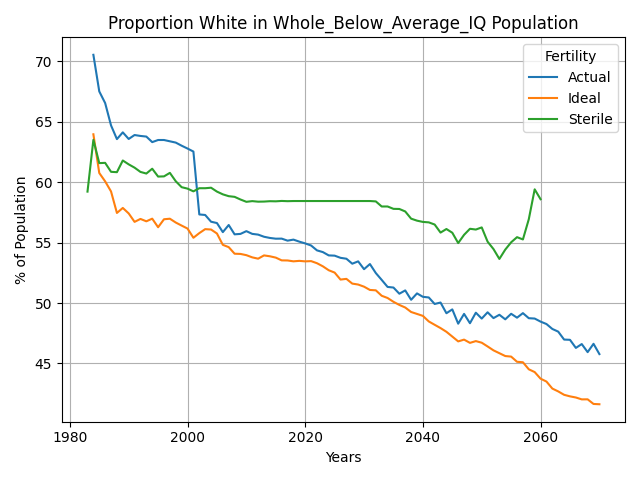 Proportion White in Whole_Below_Average_IQ Population
% of Population
70
65
60
55
50
45
Fertility
Actual
Ideal
Sterile
1980
2000
2020
2040
2060
Years